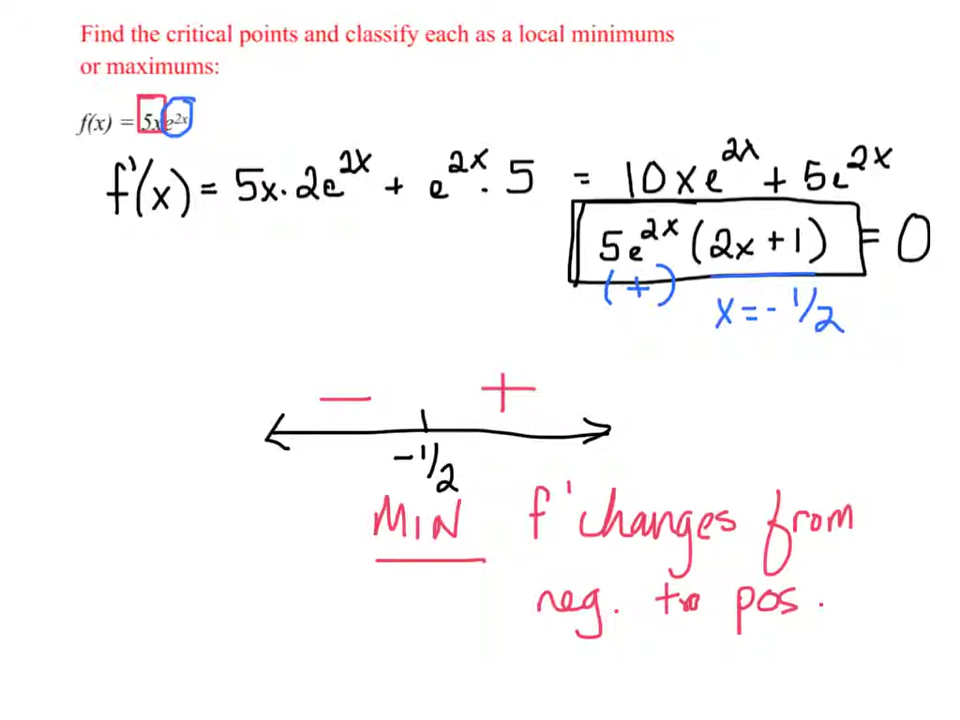 Find the critical points and classify each as a local minimums
or maximums:
f(x) = 5xe^{2x}
f'(x) = 5x · 2e^{2x} + e^{2x} · 5 = 10xe^{2x} + 5e^{2x}
5e^{2x} (2x + 1) = 0
(+) x = - 1/2
— +
-1/2
MIN f' changes from
neg. to pos.